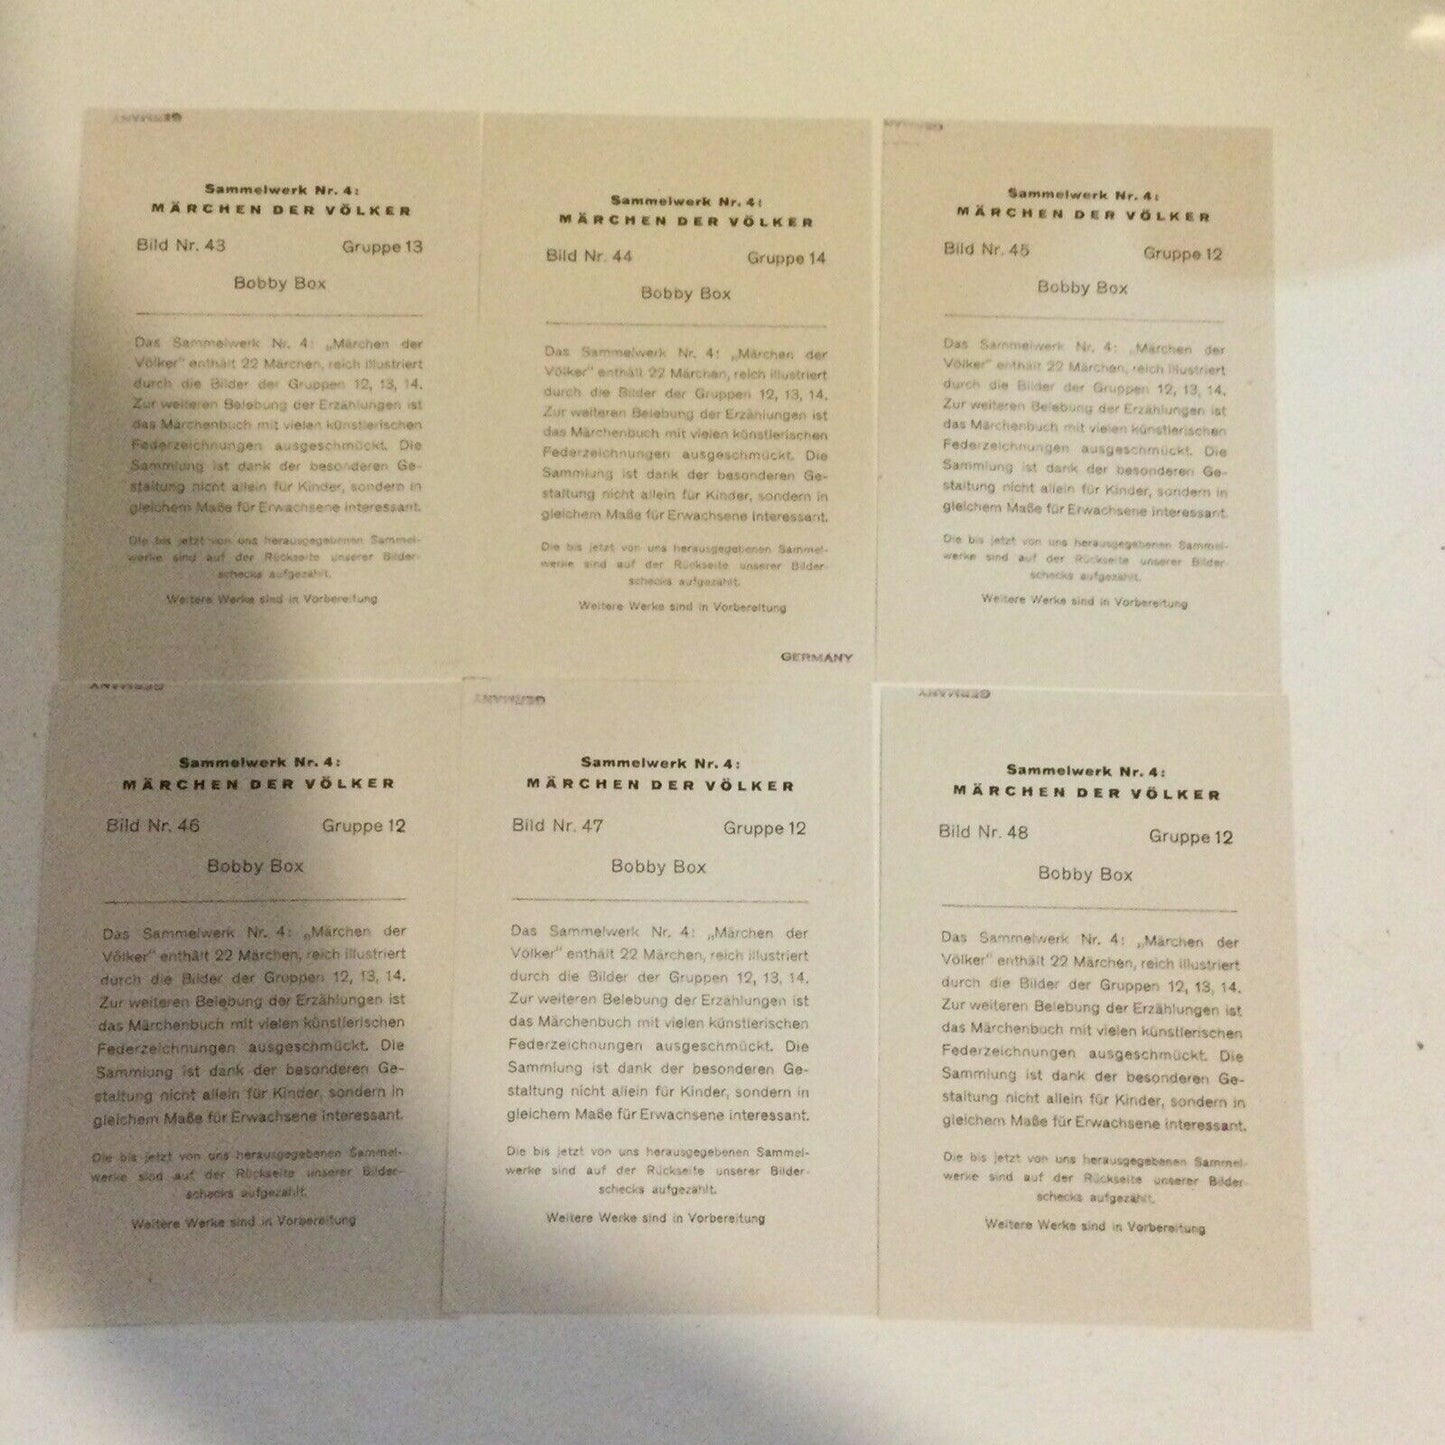 GERMANY
Sammelwerk Nr. 4:
MÄRCHEN DER VÖLKER
Bild Nr. 43 Gruppe 13
Bobby Box
Das Sammelwerk Nr. 4: „Märchen der
Völker" enthält 22 Märchen, reich illustriert
durch die Bilder der Gruppen 12, 13, 14.
Zur weiteren Belebung der Erzählungen ist
das Märchenbuch mit vielen künstlerischen
Federzeichnungen ausgeschmückt. Die
Sammlung ist dank der besonderen Ge-
staltung nicht allein für Kinder, sondern in
gleichem Maße für Erwachsene interessant.
Die bis jetzt von uns herausgegebenen Sammel-
werke sind auf der Rückseite unserer Bilder-
schecks aufgezählt.
Weitere Werke sind in Vorbereitung
Sammelwerk Nr. 4:
MÄRCHEN DER VÖLKER
Bild Nr. 44 Gruppe 14
Bobby Box
Das Sammelwerk Nr. 4: „Märchen der
Völker" enthält 22 Märchen, reich illustriert
durch die Bilder der Gruppen 12, 13, 14.
Zur weiteren Belebung der Erzählungen ist
das Märchenbuch mit vielen künstlerischen
Federzeichnungen ausgeschmückt. Die
Sammlung ist dank der besonderen Ge-
staltung nicht allein für Kinder, sondern in
gleichem Maße für Erwachsene interessant.
Die bis jetzt von uns herausgegebenen Sammel-
werke sind auf der Rückseite unserer Bilder-
schecks aufgezählt.
Weitere Werke sind in Vorbereitung
GERMANY
GERMANY
Sammelwerk Nr. 4:
MÄRCHEN DER VÖLKER
Bild Nr. 45 Gruppe 12
Bobby Box
Das Sammelwerk Nr. 4: „Märchen der
Völker" enthält 22 Märchen, reich illustriert
durch die Bilder der Gruppen 12, 13, 14.
Zur weiteren Belebung der Erzählungen ist
das Märchenbuch mit vielen künstlerischen
Federzeichnungen ausgeschmückt. Die
Sammlung ist dank der besonderen Ge-
staltung nicht allein für Kinder, sondern in
gleichem Maße für Erwachsene interessant.
Die bis jetzt von uns herausgegebenen Sammel-
werke sind auf der Rückseite unserer Bilder-
schecks aufgezählt.
Weitere Werke sind in Vorbereitung
GERMANY
Sammelwerk Nr. 4:
MÄRCHEN DER VÖLKER
Bild Nr. 46 Gruppe 12
Bobby Box
Das Sammelwerk Nr. 4: „Märchen der
Völker" enthält 22 Märchen, reich illustriert
durch die Bilder der Gruppen 12, 13, 14.
Zur weiteren Belebung der Erzählungen ist
das Märchenbuch mit vielen künstlerischen
Federzeichnungen ausgeschmückt. Die
Sammlung ist dank der besonderen Ge-
staltung nicht allein für Kinder, sondern in
gleichem Maße für Erwachsene interessant.
Die bis jetzt von uns herausgegebenen Sammel-
werke sind auf der Rückseite unserer Bilder-
schecks aufgezählt.
Weitere Werke sind in Vorbereitung
GERMANY
Sammelwerk Nr. 4:
MÄRCHEN DER VÖLKER
Bild Nr. 47 Gruppe 12
Bobby Box
Das Sammelwerk Nr. 4: „Märchen der
Völker" enthält 22 Märchen, reich illustriert
durch die Bilder der Gruppen 12, 13, 14.
Zur weiteren Belebung der Erzählungen ist
das Märchenbuch mit vielen künstlerischen
Federzeichnungen ausgeschmückt. Die
Sammlung ist dank der besonderen Ge-
staltung nicht allein für Kinder, sondern in
gleichem Maße für Erwachsene interessant.
Die bis jetzt von uns herausgegebenen Sammel-
werke sind auf der Rückseite unserer Bilder-
schecks aufgezählt.
Weitere Werke sind in Vorbereitung
GERMANY
Sammelwerk Nr. 4:
MÄRCHEN DER VÖLKER
Bild Nr. 48 Gruppe 12
Bobby Box
Das Sammelwerk Nr. 4: „Märchen der
Völker" enthält 22 Märchen, reich illustriert
durch die Bilder der Gruppen 12, 13, 14.
Zur weiteren Belebung der Erzählungen ist
das Märchenbuch mit vielen künstlerischen
Federzeichnungen ausgeschmückt. Die
Sammlung ist dank der besonderen Ge-
staltung nicht allein für Kinder, sondern in
gleichem Maße für Erwachsene interessant.
Die bis jetzt von uns herausgegebenen Sammel-
werke sind auf der Rückseite unserer Bilder-
schecks aufgezählt.
Weitere Werke sind in Vorbereitung